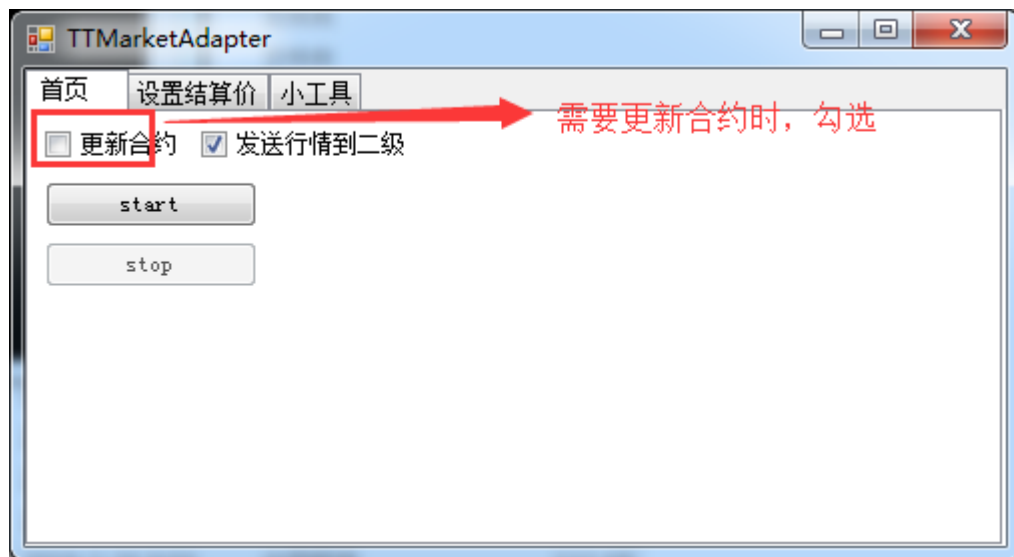 TTMarketAdapter
首页 设置结算价 小工具
需要更新合约时，勾选
更新合约 发送行情到二级
start
stop